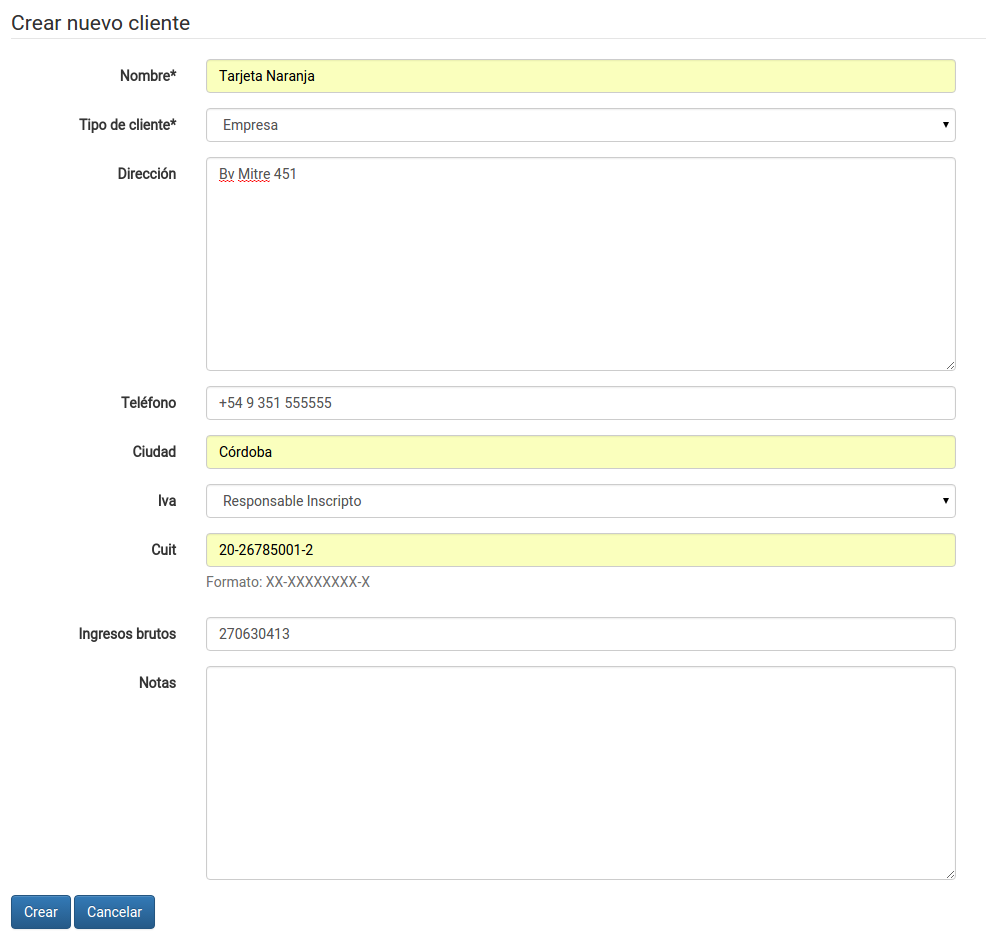 Crear nuevo cliente
Nombre* Tarjeta Naranja
Tipo de cliente* Empresa
Dirección Bv Mitre 451
Teléfono +54 9 351 555555
Ciudad Córdoba
Iva Responsable Inscripto
Cuit 20-26785001-2
Formato: XX-XXXXXXXX-X
Ingresos brutos 270630413
Notas
Crear Cancelar